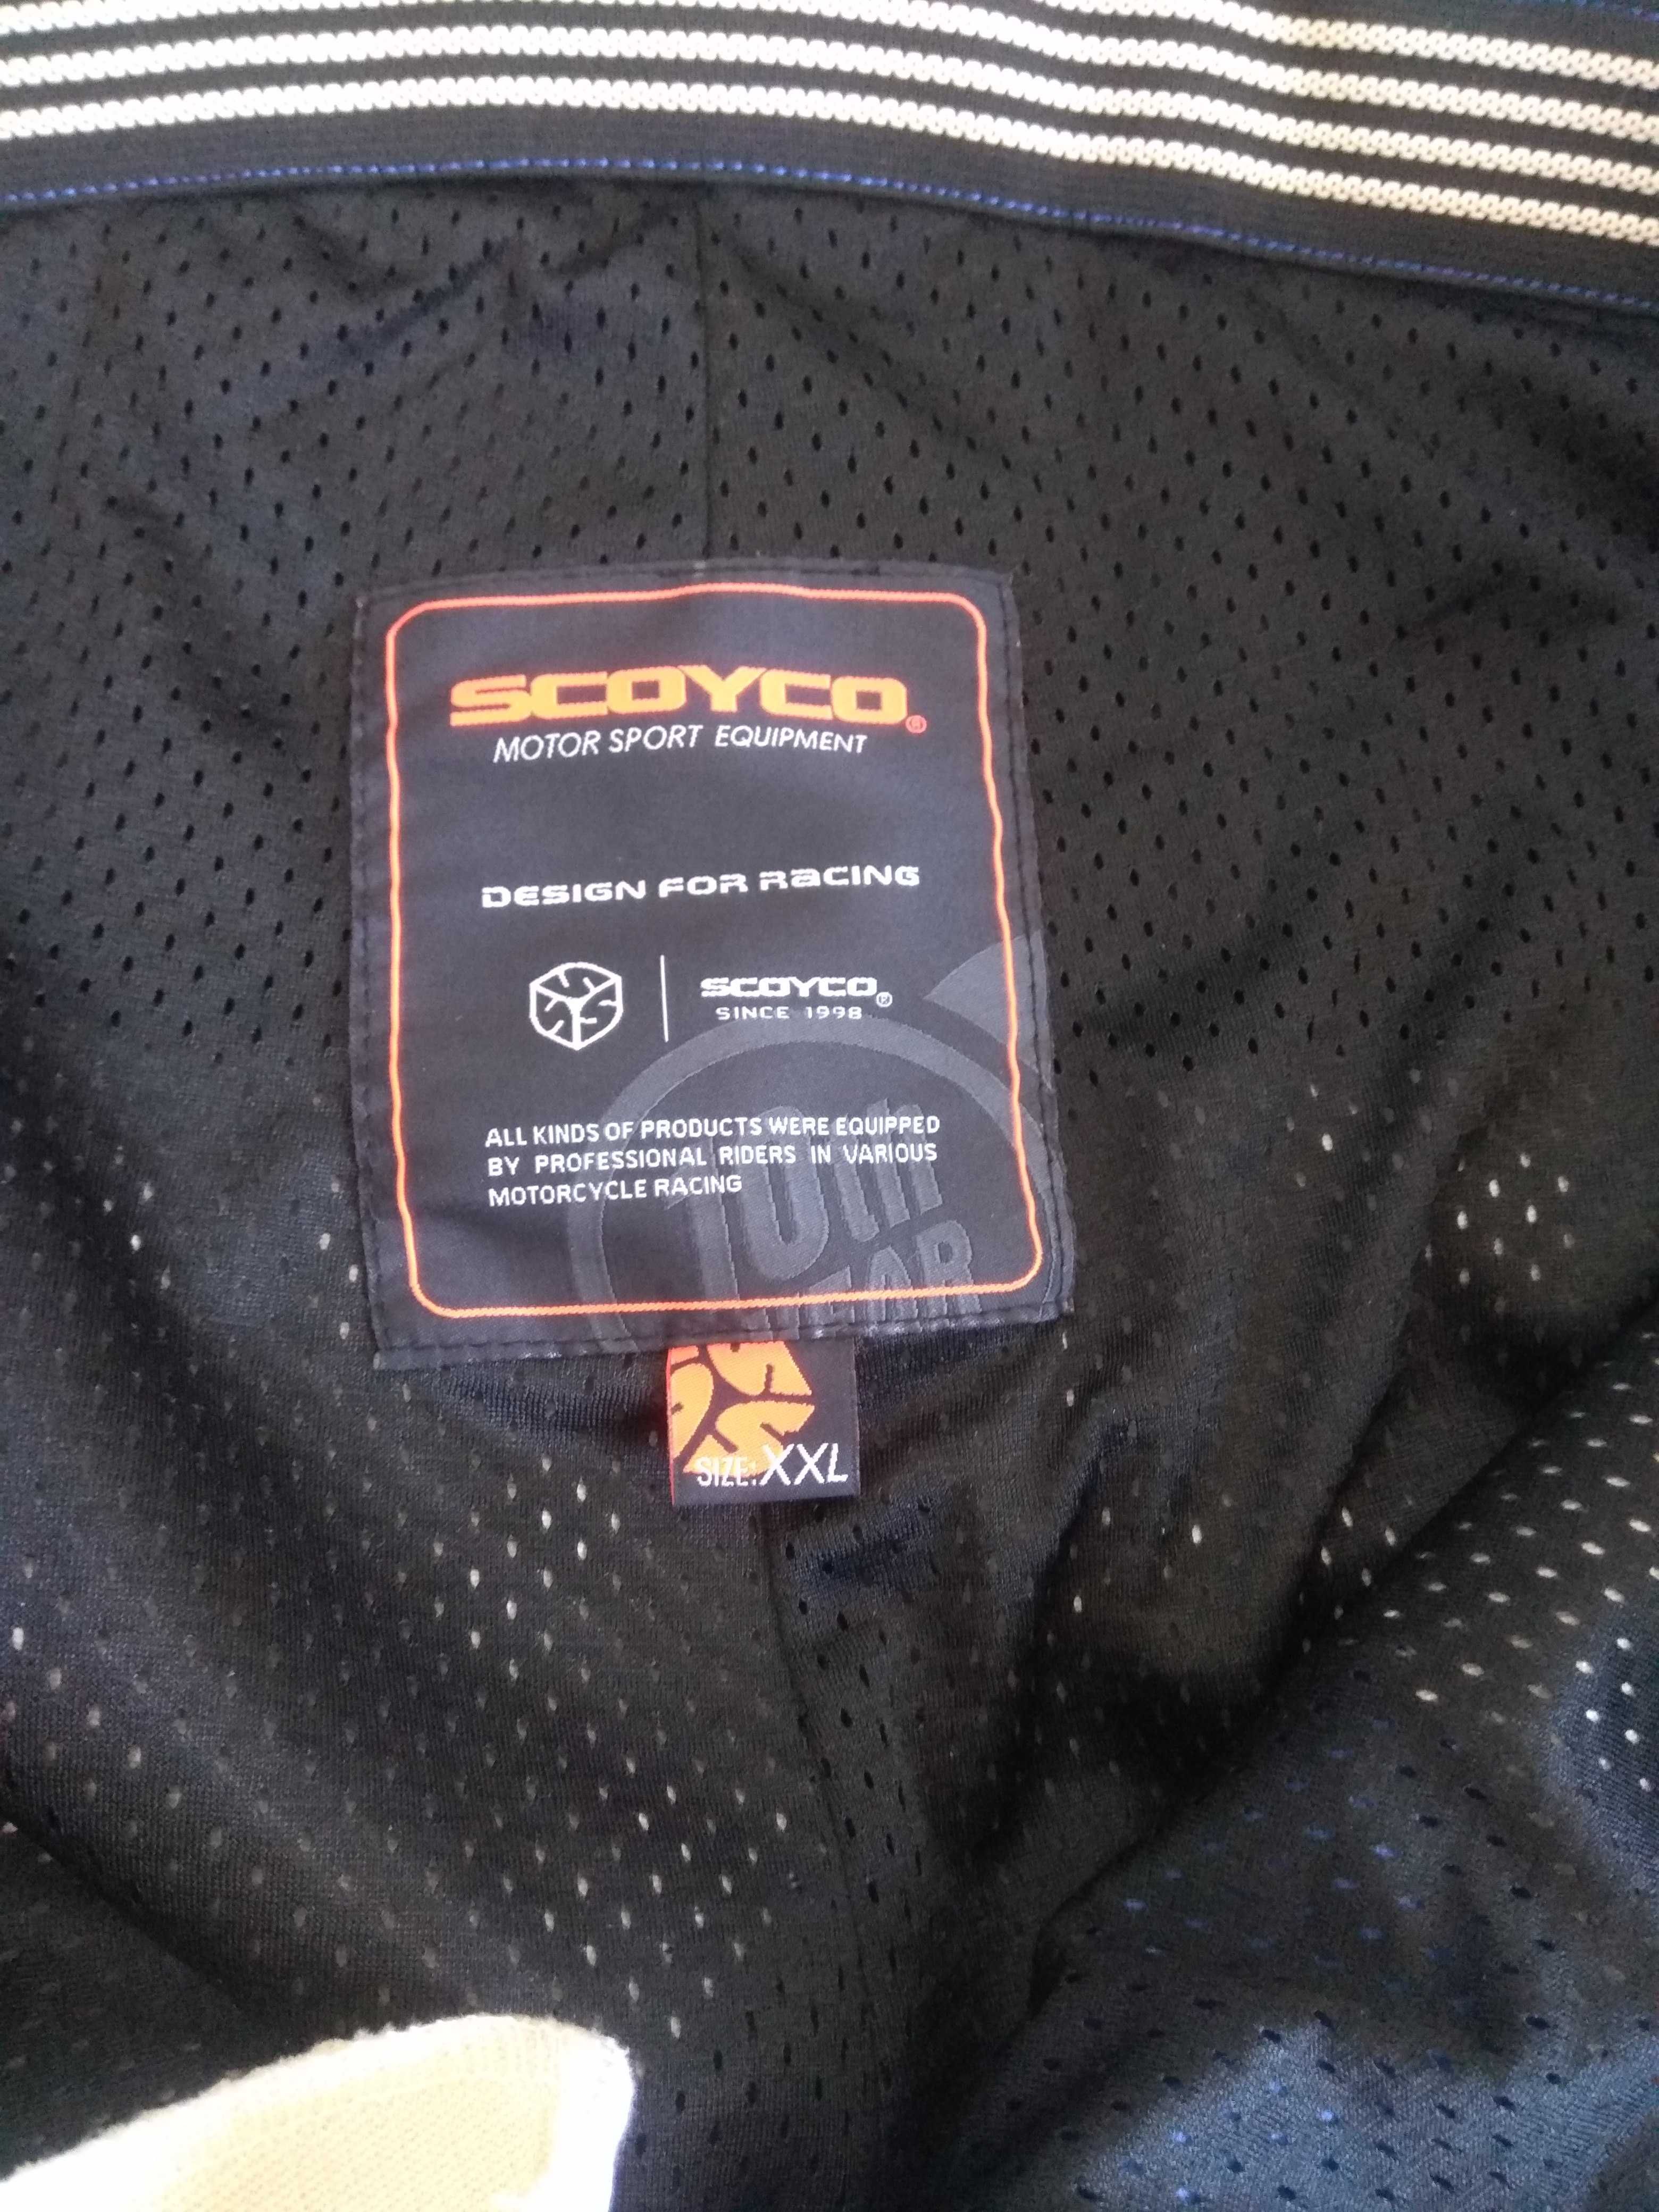 SCOYCO®
MOTOR SPORT EQUIPMENT
DESIGN FOR RACING
SCOYCO®
SINCE 1998
ALL KINDS OF PRODUCTS WERE EQUIPPED
BY PROFESSIONAL RIDERS IN VARIOUS
MOTORCYCLE RACING
10th
SIZE: XXL